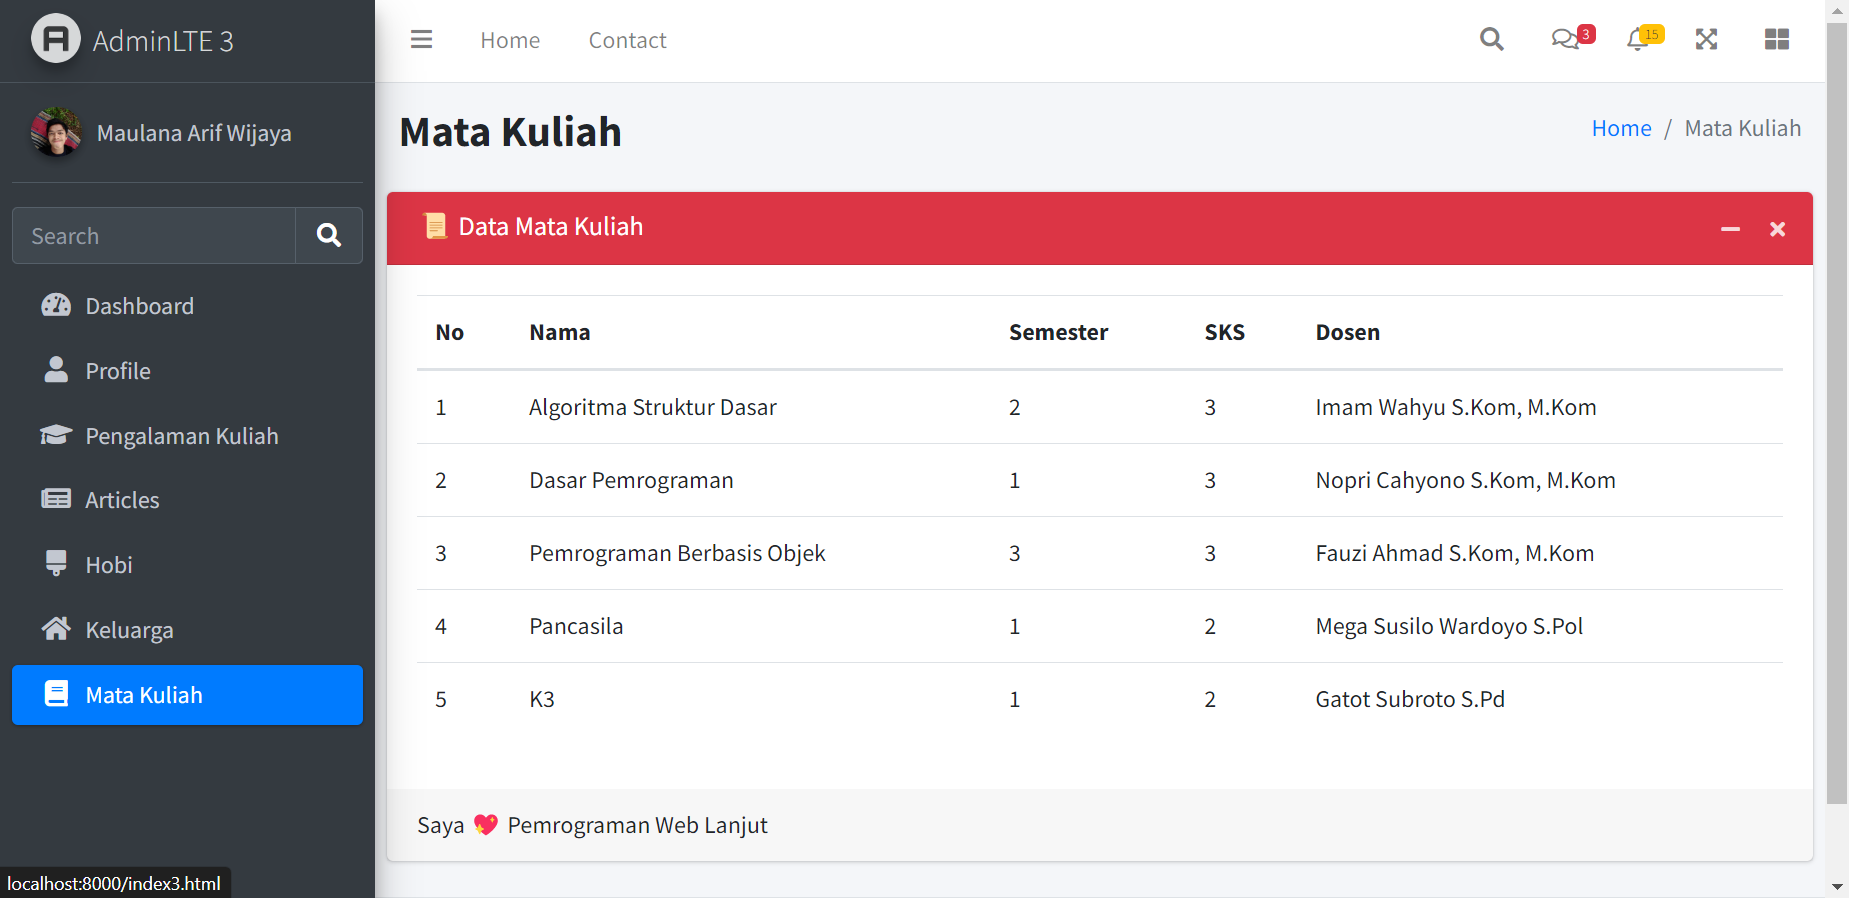 AdminLTE 3
Maulana Arif Wijaya
Search
Dashboard
Profile
Pengalaman Kuliah
Articles
Hobi
Keluarga
Mata Kuliah
localhost:8000/index3.html
Home Contact
3 15
Mata Kuliah
Home / Mata Kuliah
📜 Data Mata Kuliah
No Nama Semester SKS Dosen
1 Algoritma Struktur Dasar 2 3 Imam Wahyu S.Kom, M.Kom
2 Dasar Pemrograman 1 3 Nopri Cahyono S.Kom, M.Kom
3 Pemrograman Berbasis Objek 3 3 Fauzi Ahmad S.Kom, M.Kom
4 Pancasila 1 2 Mega Susilo Wardoyo S.Pol
5 K3 1 2 Gatot Subroto S.Pd
Saya 💖 Pemrograman Web Lanjut